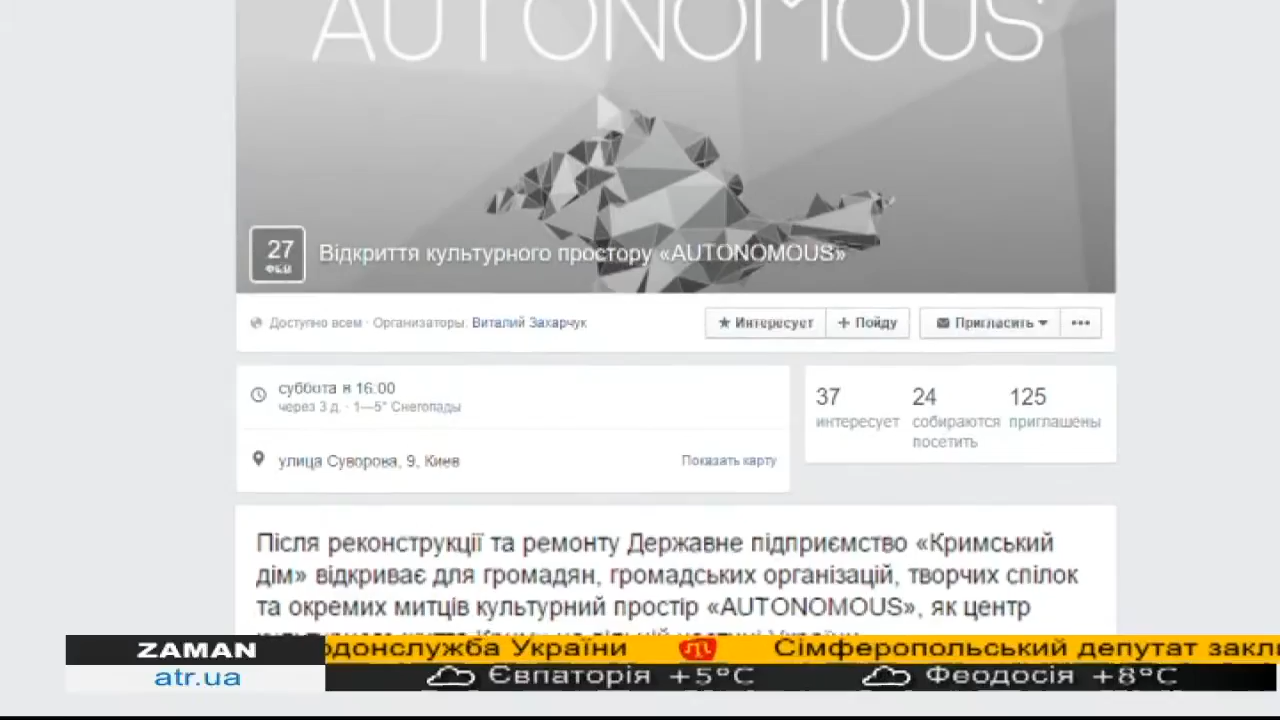 AUTONOMOUS
27
ФЕВ
Відкриття культурного простору «AUTONOMOUS»
Доступно всем · Организаторы: Виталий Захарчук
Интересует
Пойду
Пригласить
суббота в 16:00
через 3 д. · 1—5° Снегопады
улица Суворова, 9, Киев
Показать карту
37
интересует
24
собираются
посетить
125
приглашены
Після реконструкції та ремонту Державне підприємство «Кримський
дім» відкриває для громадян, громадських організацій, творчих спілок
та окремих митців культурний простір «AUTONOMOUS», як центр
ZAMAN
одонслужба України
Сімферопольський депутат закли
atr.ua
Євпаторія +5°C
Феодосія +8°C